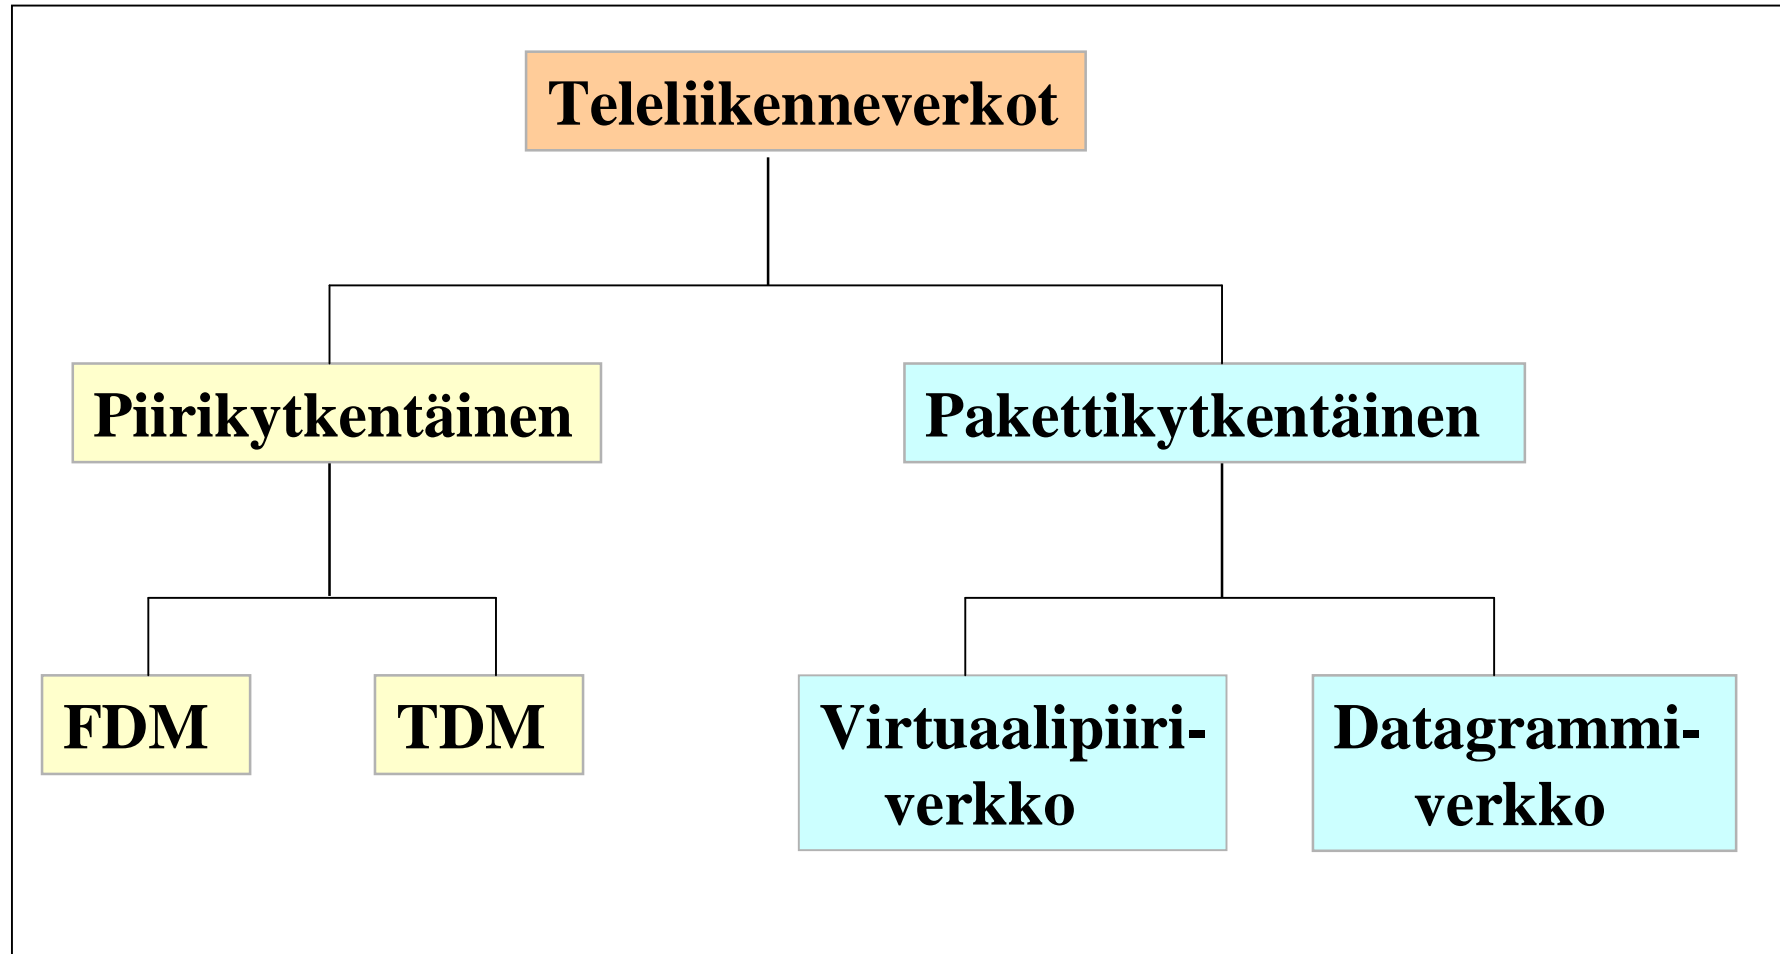 Teleliikenneverkot
Piirikytkentäinen
Pakettikytkentäinen
FDM
TDM
Virtuaalipiiri-
verkko
Datagrammi-
verkko